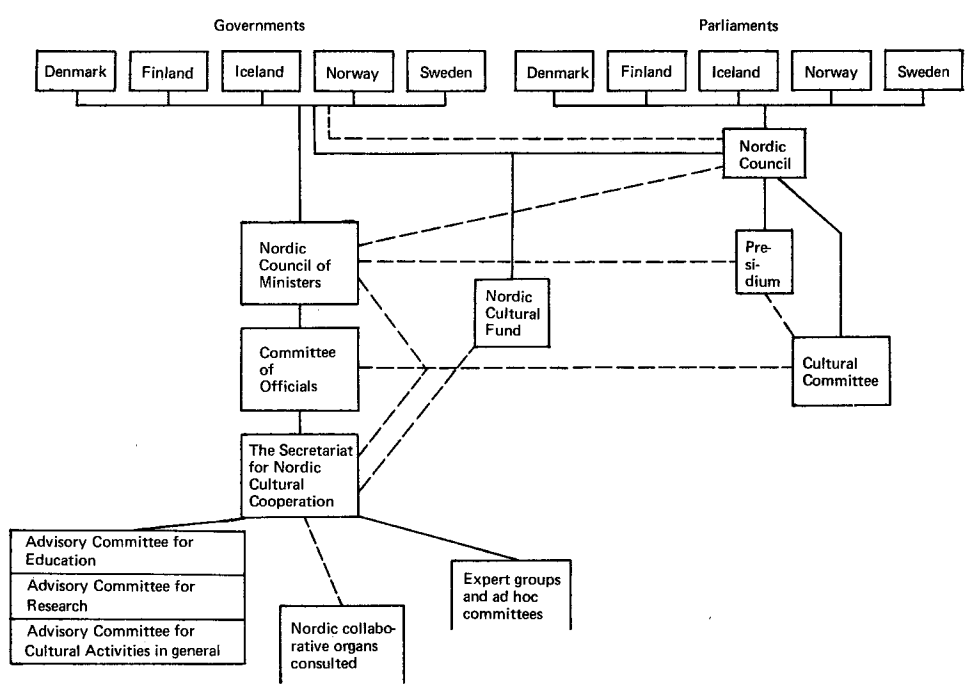 Governments
Parliaments
Denmark
Finland
Iceland
Norway
Sweden
Denmark
Finland
Iceland
Norway
Sweden
Nordic
Council
Nordic
Council of
Ministers
Pre-
si-
dium
Nordic
Cultural
Fund
Committee
of
Officials
Cultural
Committee
The Secretariat
for Nordic
Cultural
Cooperation
Advisory Committee for
Education
Advisory Committee for
Research
Advisory Committee for
Cultural Activities in general
Expert groups
and ad hoc
committees
Nordic collabo-
rative organs
consulted